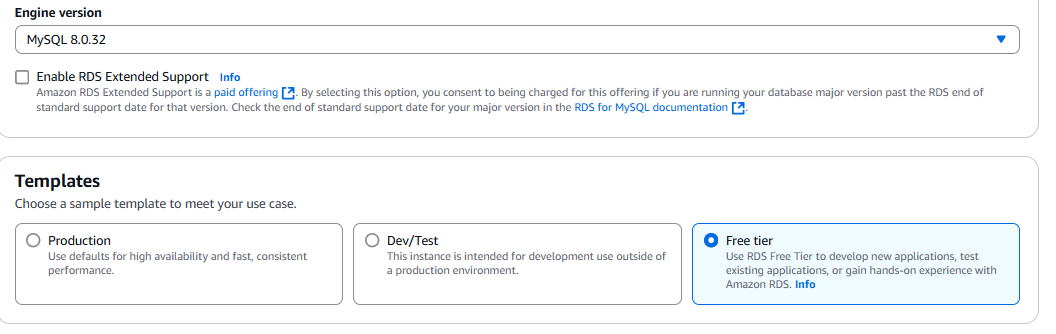 Engine version
MySQL 8.0.32
Enable RDS Extended Support Info
Amazon RDS Extended Support is a paid offering. By selecting this option, you consent to being charged for this offering if you are running your database major version past the RDS end of
standard support date for that version. Check the end of standard support date for your major version in the RDS for MySQL documentation.
Templates
Choose a sample template to meet your use case.
Production
Use defaults for high availability and fast, consistent
performance.
Dev/Test
This instance is intended for development use outside of
a production environment.
Free tier
Use RDS Free Tier to develop new applications, test
existing applications, or gain hands-on experience with
Amazon RDS. Info